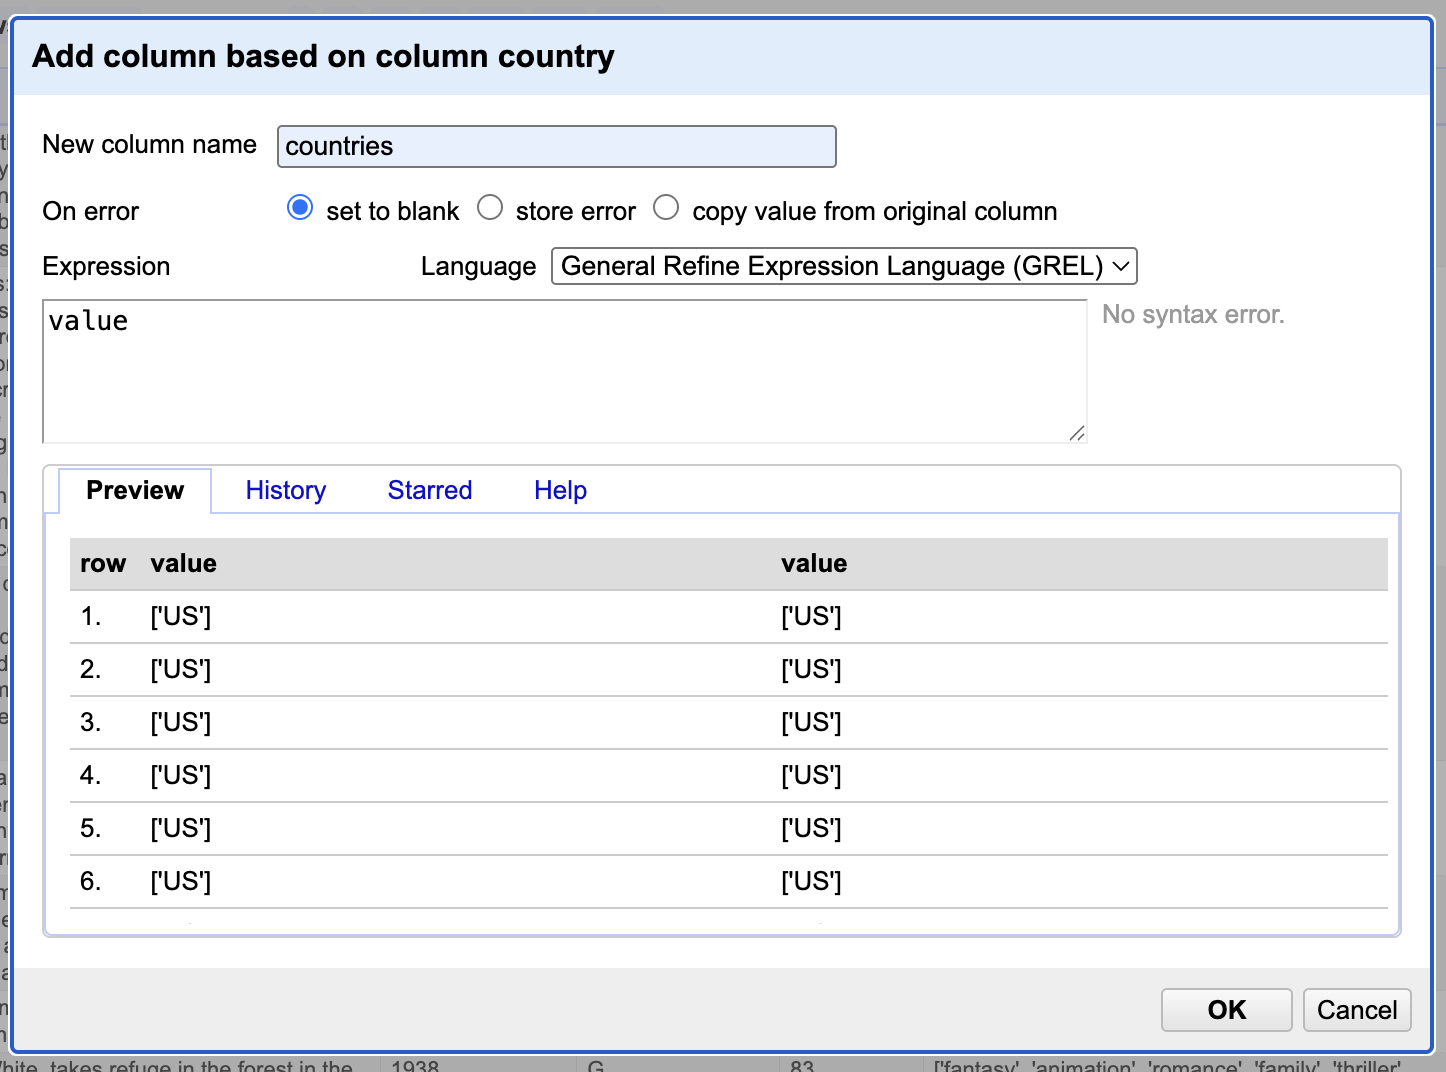 Add column based on column country
New column name countries
On error set to blank store error copy value from original column
Expression Language General Refine Expression Language (GREL)
value
No syntax error.
Preview History Starred Help
row value value
1. ['US'] ['US']
2. ['US'] ['US']
3. ['US'] ['US']
4. ['US'] ['US']
5. ['US'] ['US']
6. ['US'] ['US']
OK Cancel
takes refuge in the forest in the 1938 G 83 ['fantasy', 'animation', 'romance', 'family', 'thriller'